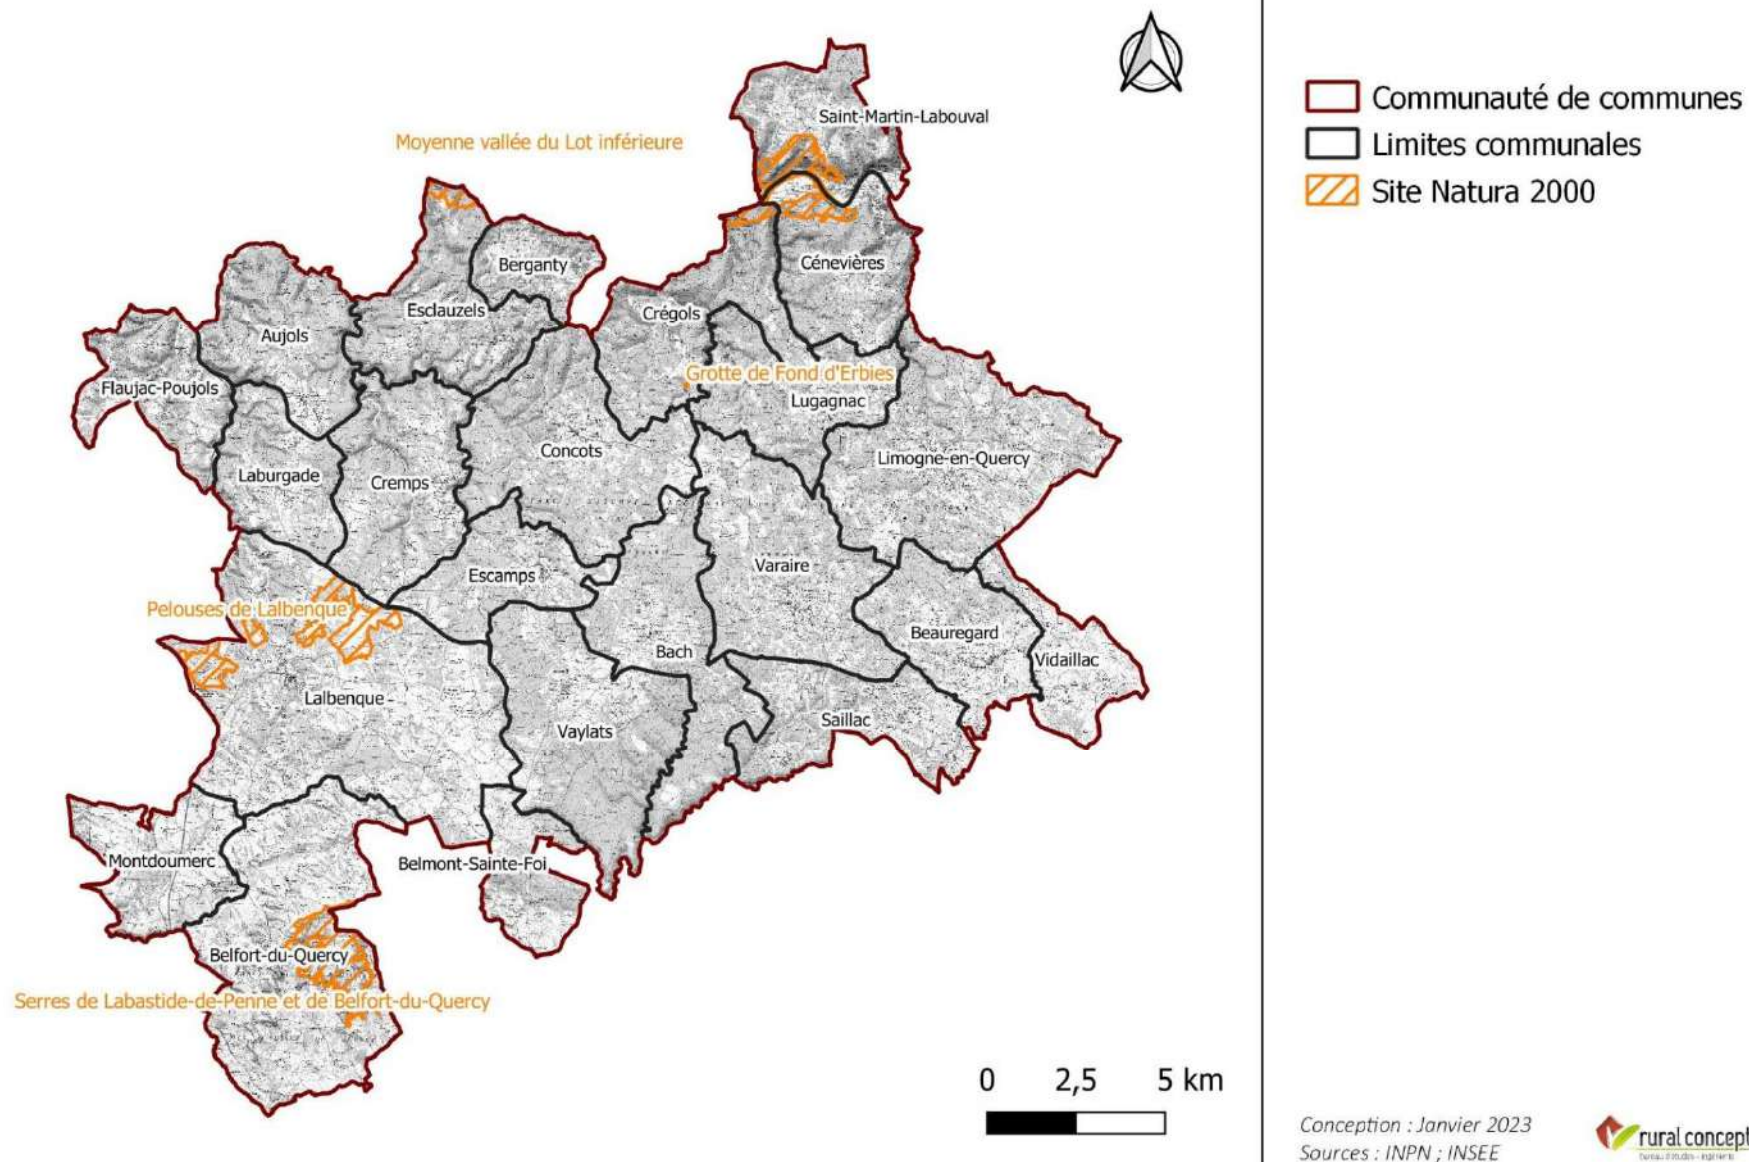 Communauté de communes
Limites communales
Site Natura 2000
Saint-Martin-Labouval
Moyenne vallée du Lot inférieure
Berganty
Cénevières
Esclauzels
Crégols
Aujols
Grotte de Fond d'Erbies
Flaujac-Poujols
Lugagnac
Concots
Limogne-en-Quercy
Laburgade
Cremps
Escamps
Varaire
Pelouses de Lalbenque
Beauregard
Bach
Vidaillac
Lalbenque
Saillac
Vaylats
Montdoumerc
Belmont-Sainte-Foi
Belfort-du-Quercy
Serres de Labastide-de-Penne et de Belfort-du-Quercy
0 2,5 5 km
Conception : Janvier 2023
Sources : INPN ; INSEE
rural concept